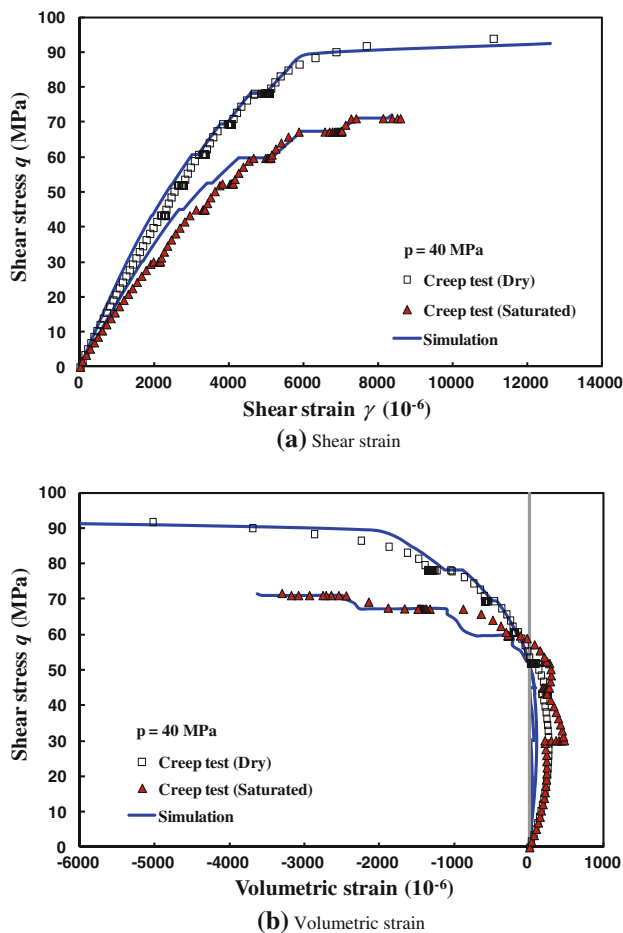 100
90
80
70
60
50
40
30
20
10
0
Shear stress q (MPa)
p = 40 MPa
Creep test (Dry)
Creep test (Saturated)
Simulation
0 2000 4000 6000 8000 10000 12000 14000
Shear strain γ (10⁻⁶)
(a) Shear strain
100
90
80
70
60
50
40
30
20
10
0
Shear stress q (MPa)
p = 40 MPa
Creep test (Dry)
Creep test (Saturated)
Simulation
-6000 -5000 -4000 -3000 -2000 -1000 0 1000
Volumetric strain (10⁻⁶)
(b) Volumetric strain